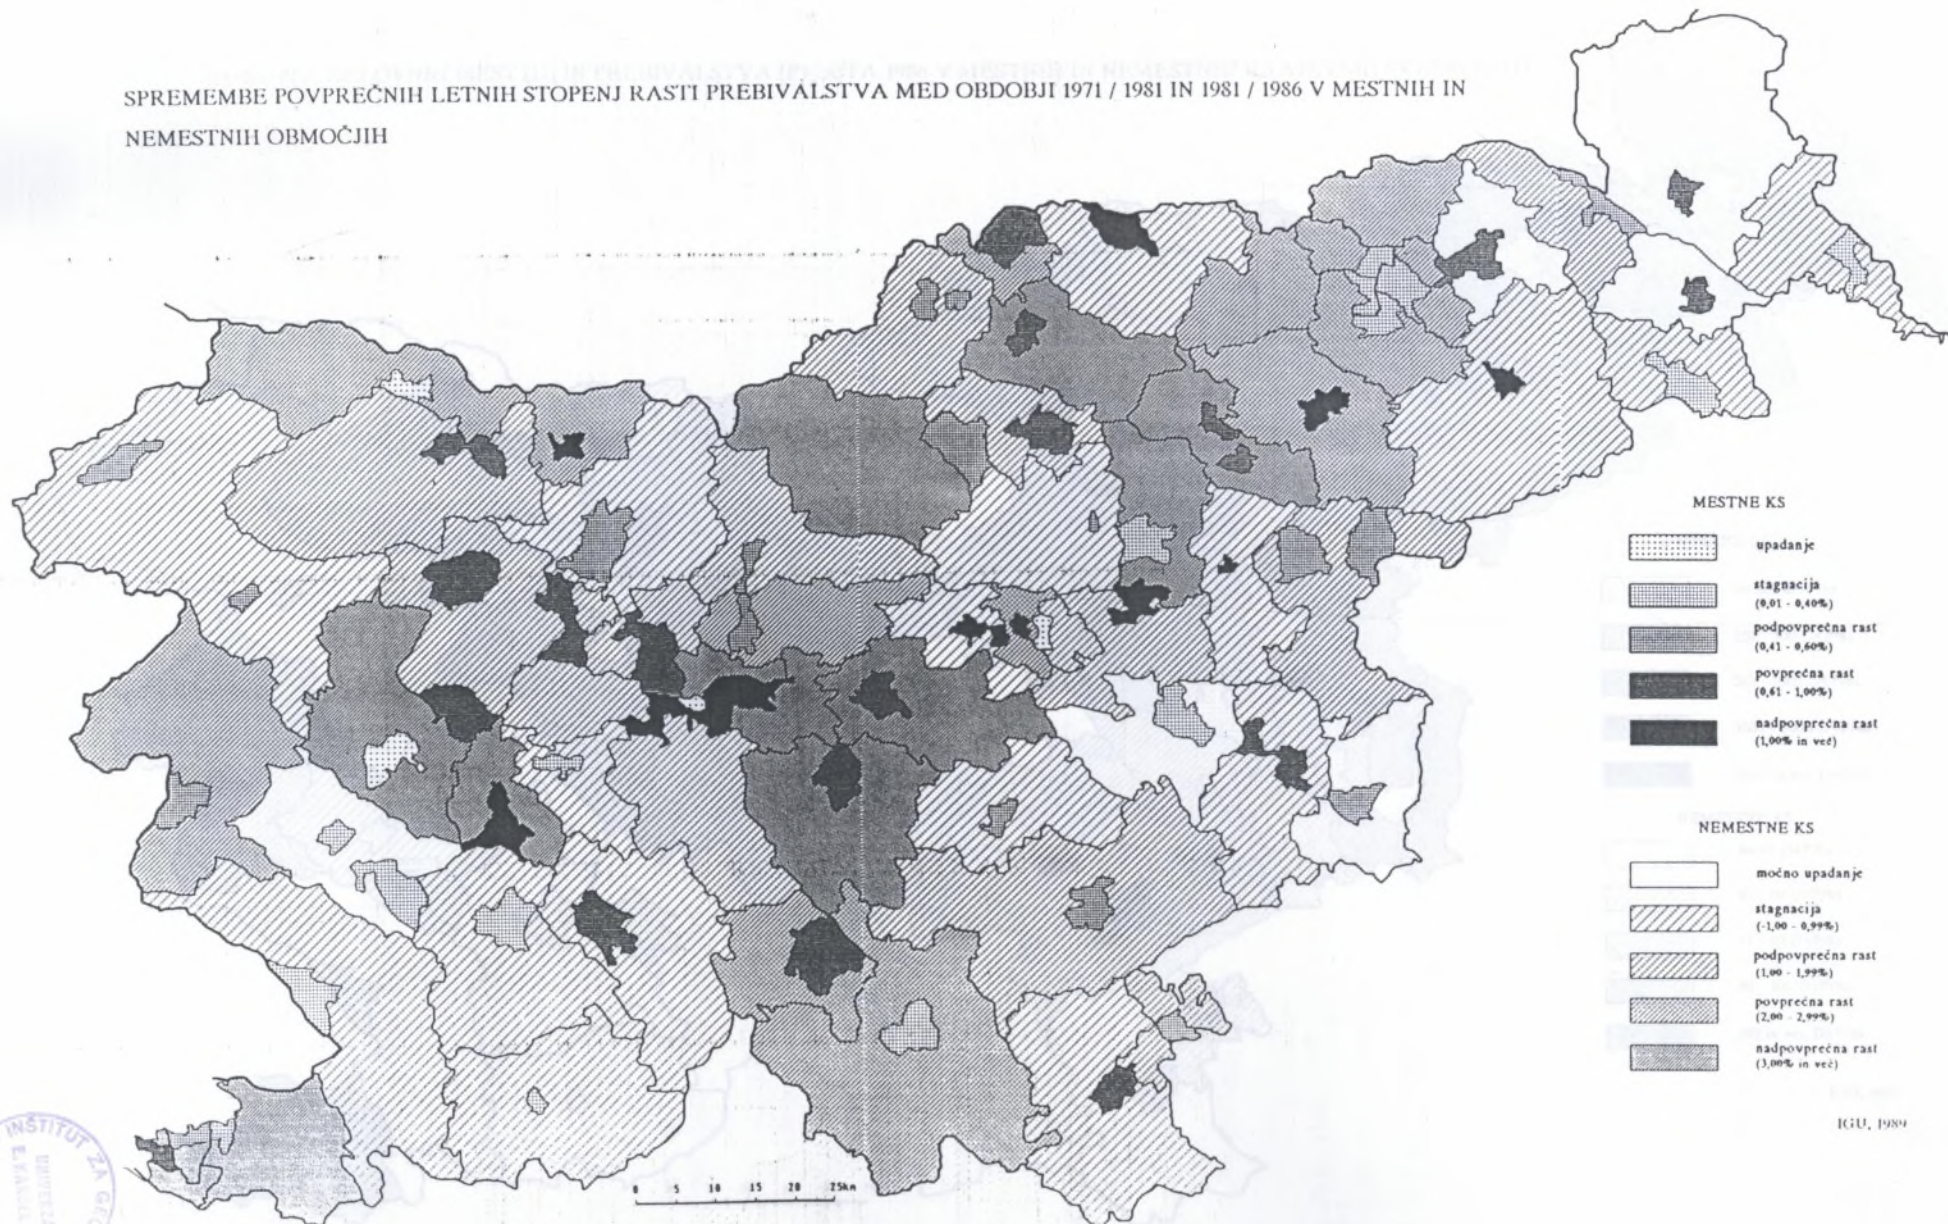 SPREMEMBE POVPREČNIH LETNIH STOPENJ RASTI PREBIVALSTVA MED OBDOBJI 1971 / 1981 IN 1981 / 1986 V MESTNIH IN
NEMESTNIH OBMOČJIH
MESTNE KS
upadanje
stagnacija
(0,01 - 0,40%)
podpovprečna rast
(0,41 - 0,60%)
povprečna rast
(0,61 - 1,00%)
nadpovprečna rast
(1,00% in več)
NEMESTNE KS
močno upadanje
stagnacija
(-1,00 - 0,99%)
podpovprečna rast
(1,00 - 1,99%)
povprečna rast
(2,00 - 2,99%)
nadpovprečna rast
(3,00% in več)
IGU, 1989
0 5 10 15 20 25km
INŠTITUT ZA GEO